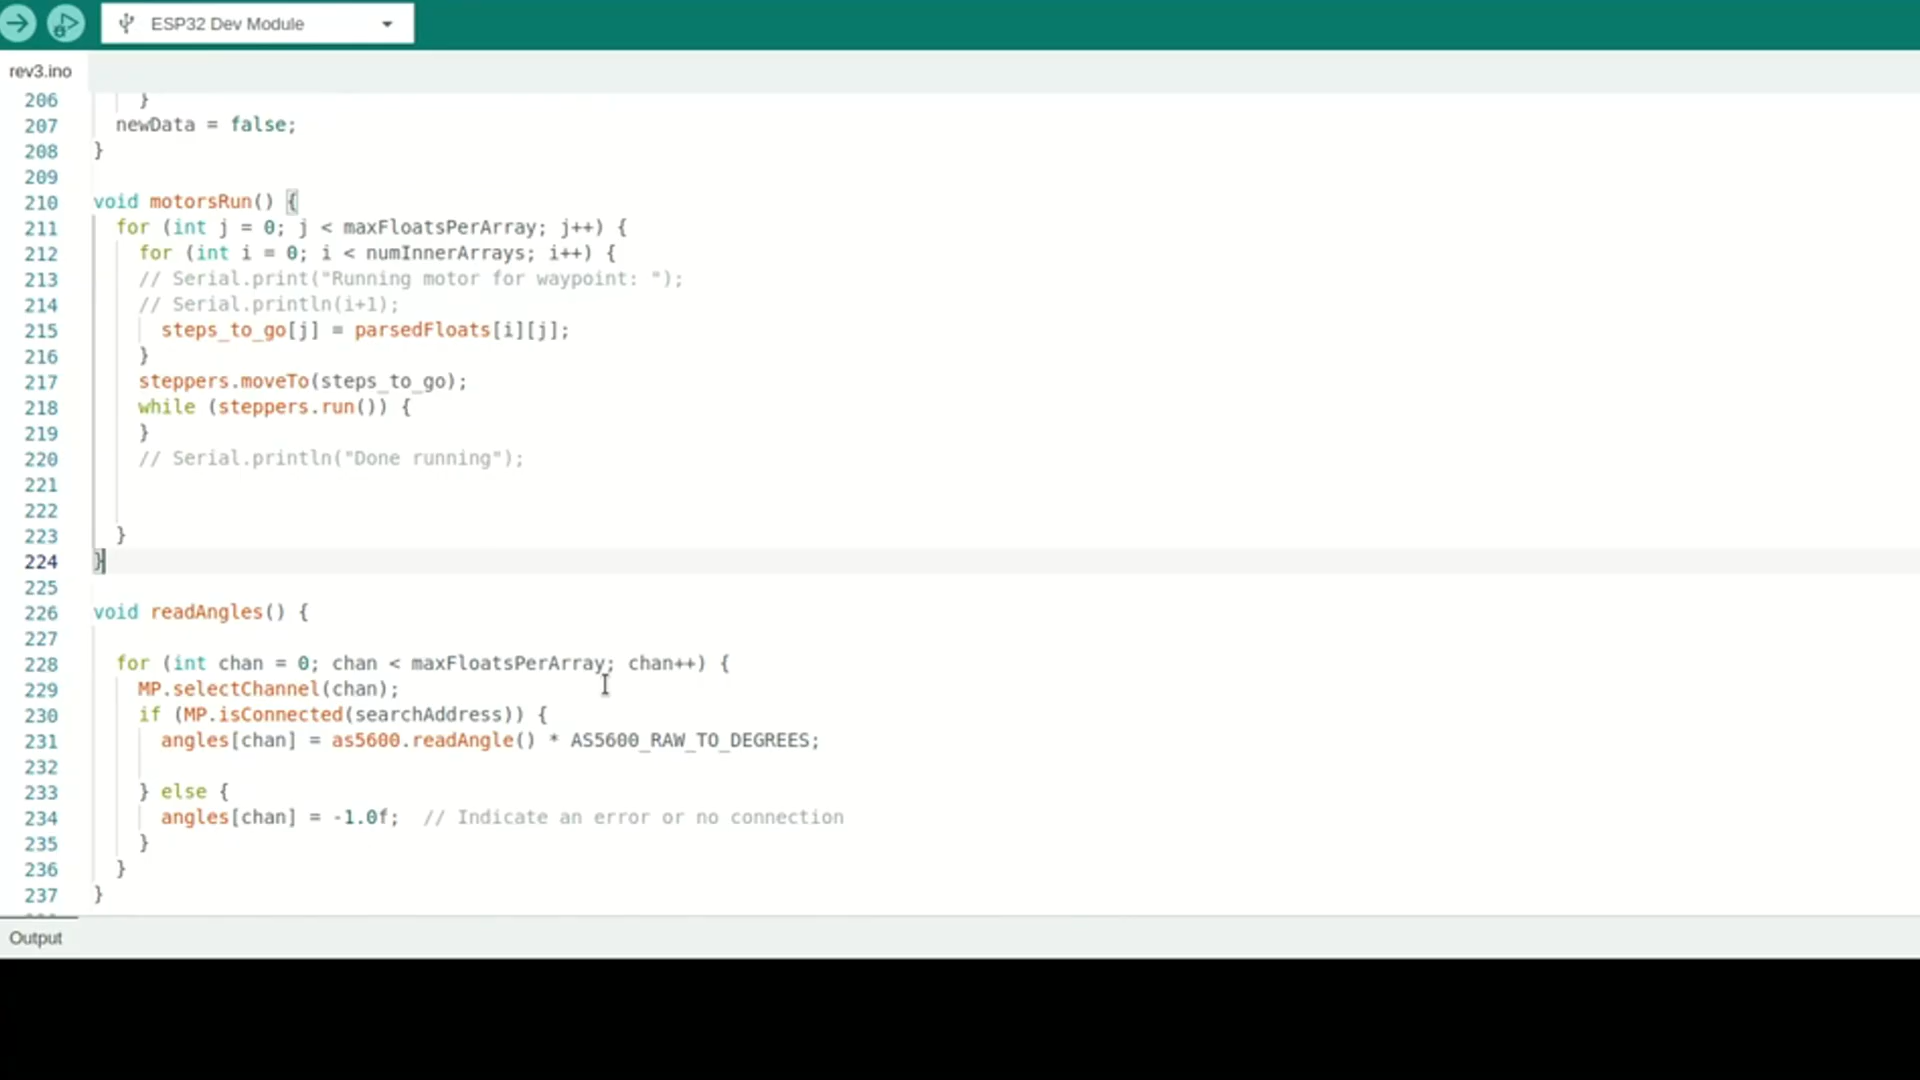 ESP32 Dev Module
rev3.ino
206 }
207 newData = false;
208 }
209
210 void motorsRun() {
211 for (int j = 0; j < maxFloatsPerArray; j++) {
212 for (int i = 0; i < numInnerArrays; i++) {
213 // Serial.print("Running motor for waypoint: ");
214 // Serial.println(i+1);
215 steps_to_go[j] = parsedFloats[i][j];
216 }
217 steppers.moveTo(steps_to_go);
218 while (steppers.run()) {
219 }
220 // Serial.println("Done running");
221
222
223 }
224 }
225
226 void readAngles() {
227
228 for (int chan = 0; chan < maxFloatsPerArray; chan++) {
229 MP.selectChannel(chan);
230 if (MP.isConnected(searchAddress)) {
231 angles[chan] = as5600.readAngle() * AS5600_RAW_TO_DEGREES;
232
233 } else {
234 angles[chan] = -1.0f; // Indicate an error or no connection
235 }
236 }
237 }
Output